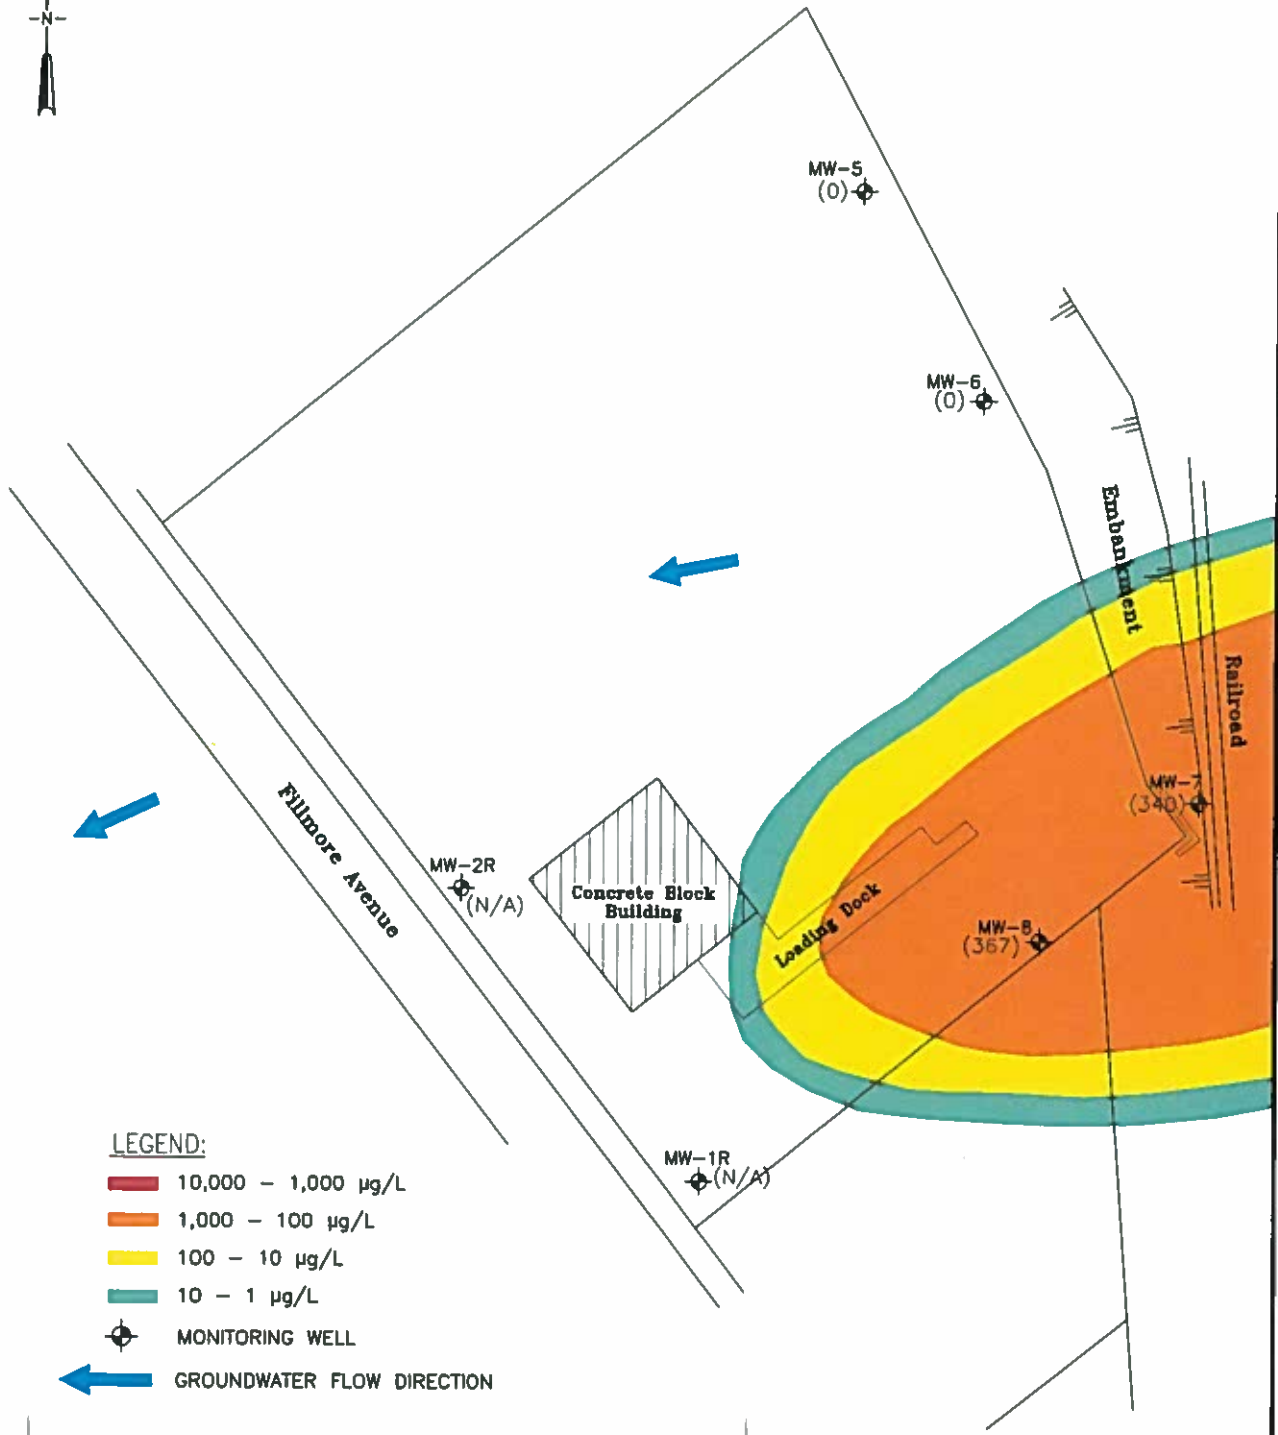 -N-
MW-5
(0)
MW-6
(0)
Embankment
Railroad
MW-7
(340)
Fillmore Avenue
MW-2R
(N/A)
Concrete Block
Building
Loading Dock
MW-8
(367)
MW-1R
(N/A)
LEGEND:
10,000 - 1,000 µg/L
1,000 - 100 µg/L
100 - 10 µg/L
10 - 1 µg/L
MONITORING WELL
GROUNDWATER FLOW DIRECTION